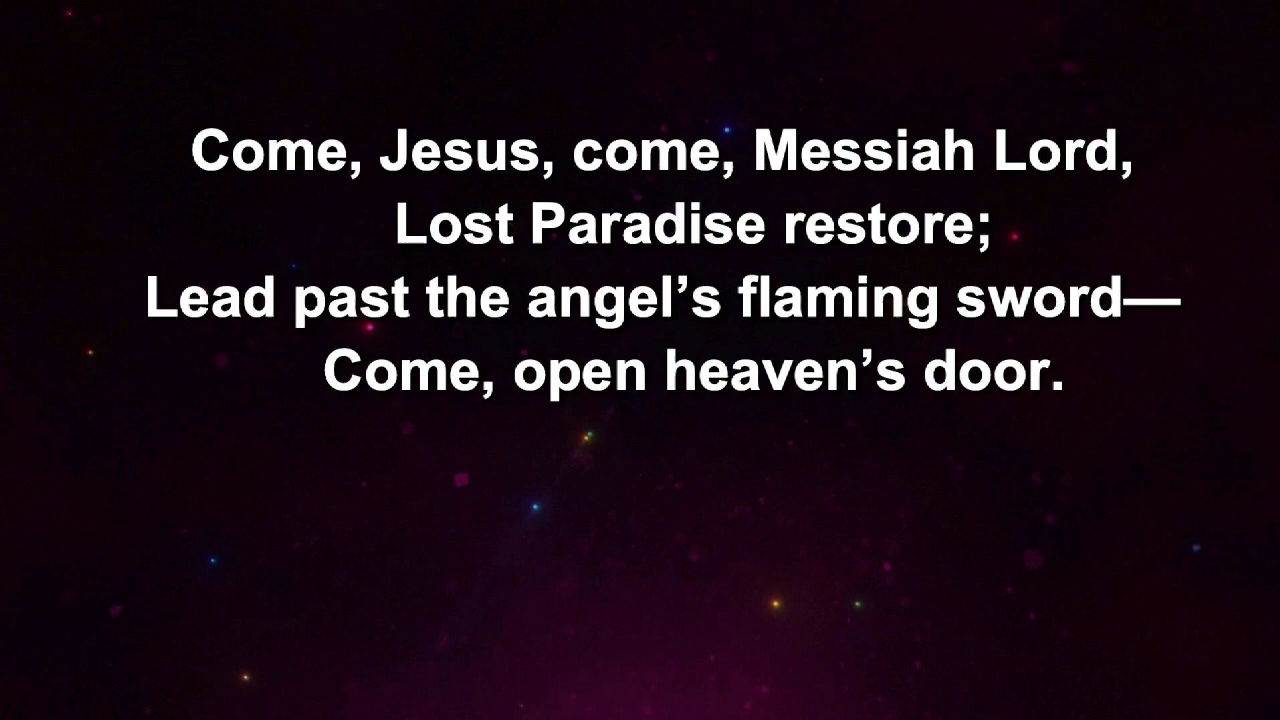 Come, Jesus, come, Messiah Lord,
Lost Paradise restore;
Lead past the angel’s flaming sword—
Come, open heaven’s door.